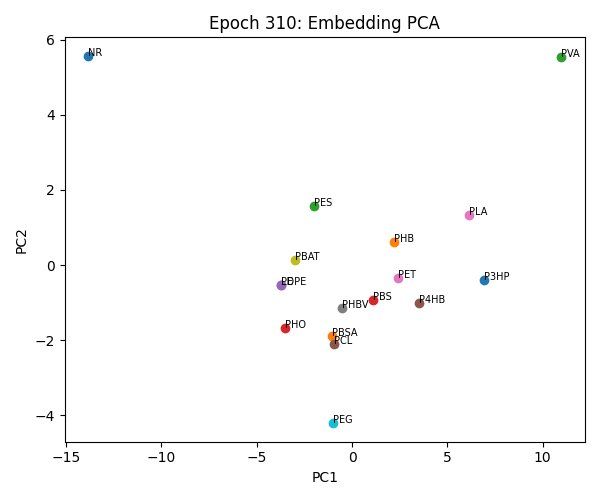 Epoch 310: Embedding PCA
6
4
2
0
−2
−4
PC2
NR
PVA
PES
PLA
PHB
PBAT
PET
P3HP
PBS
P4HB
PHBV
PHO
PBSA
PCL
PEG
−15
−10
−5
0
5
10
PC1